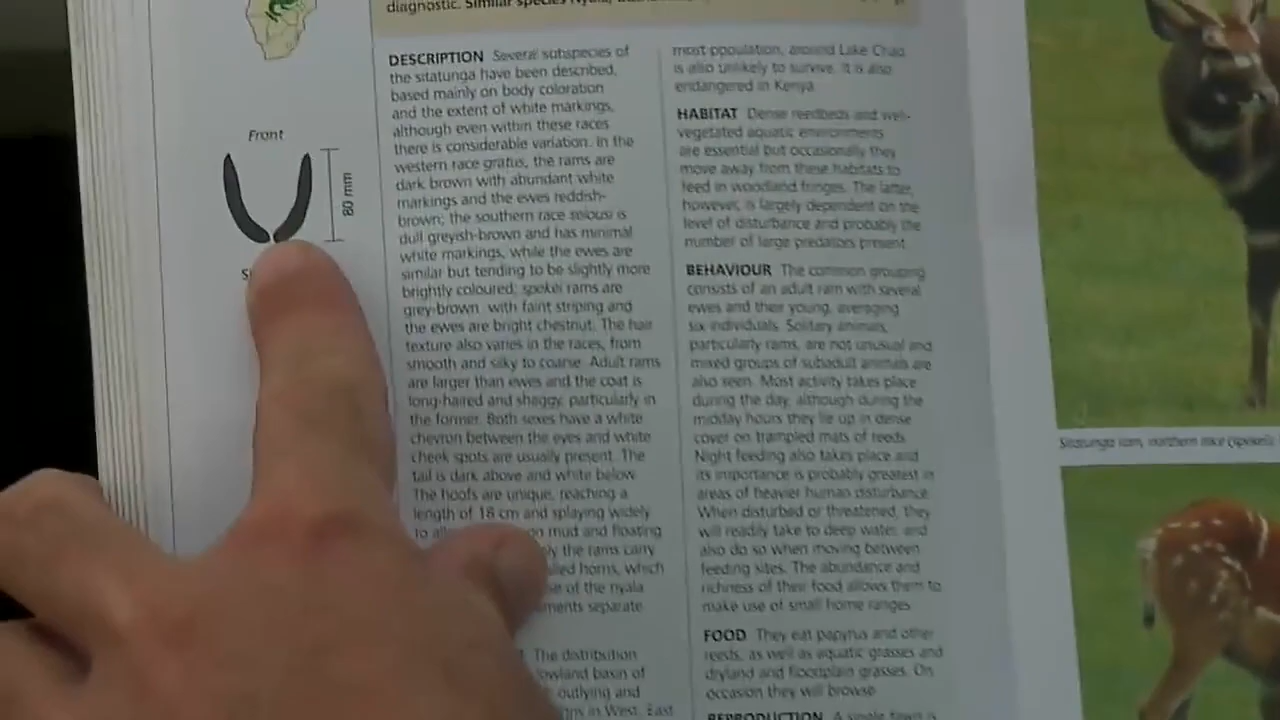 diagnostic. Similar species Nyala,
Front
80 mm
DESCRIPTION Several subspecies of
the sitatunga have been described,
based mainly on body coloration
and the extent of white markings,
although even within these races
there is considerable variation. In the
western race gratus, the rams are
dark brown with abundant white
markings and the ewes reddish-
brown; the southern race selousi is
dull greyish-brown and has minimal
white markings, while the ewes are
similar but tending to be slightly more
brightly coloured; spekei rams are
grey-brown with faint striping and
the ewes are bright chestnut. The hair
texture also varies in the races, from
smooth and silky to coarse. Adult rams
are larger than ewes and the coat is
long-haired and shaggy, particularly in
the former. Both sexes have a white
chevron between the eyes and white
cheek spots are usually present. The
tail is dark above and white below.
The hoofs are unique, reaching a
length of 18 cm and splaying widely
to mud and floating
the rams carry
horns, which
of the nyala
separate
The distribution
basin of
outlying and
in West, East
most population, around Lake Chad,
is also unlikely to survive. It is also
endangered in Kenya.
HABITAT Dense reedbeds and well-
vegetated aquatic environments
are essential but occasionally they
move away from these habitats to
feed in woodland fringes. The latter,
however, is largely dependent on the
level of disturbance and probably the
number of large predators present.
BEHAVIOUR The common grouping
consists of an adult ram with several
ewes and their young, averaging
six individuals. Solitary animals,
particularly rams, are not unusual and
mixed groups of subadult animals are
also seen. Most activity takes place
during the day, although during the
midday hours they lie up in dense
cover on trampled mats of reeds.
Night feeding also takes place and
its importance is probably greatest in
areas of heavier human disturbance.
When disturbed or threatened, they
will readily take to deep water, and
also do so when moving between
feeding sites. The abundance and
richness of their food allows them to
make use of small home ranges.
FOOD They eat papyrus and other
reeds, as well as aquatic grasses and
dryland and floodplain grasses. On
occasion they will browse.
REPRODUCTION A single fawn is
Sitatunga ram, northern race (spekei).